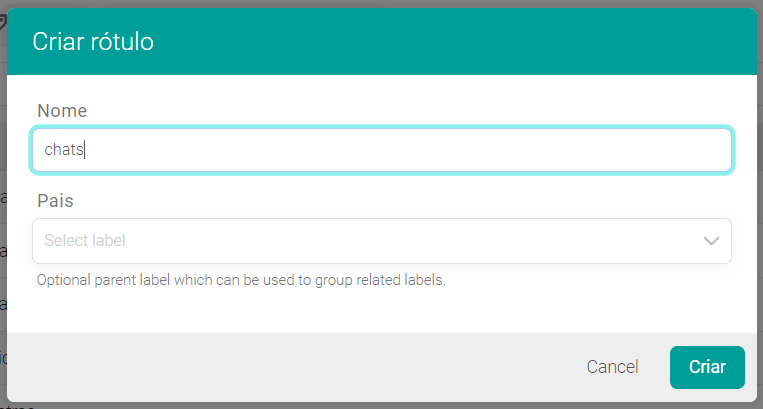 Criar rótulo
Nome
chats
Pais
Select label
Optional parent label which can be used to group related labels.
Cancel
Criar